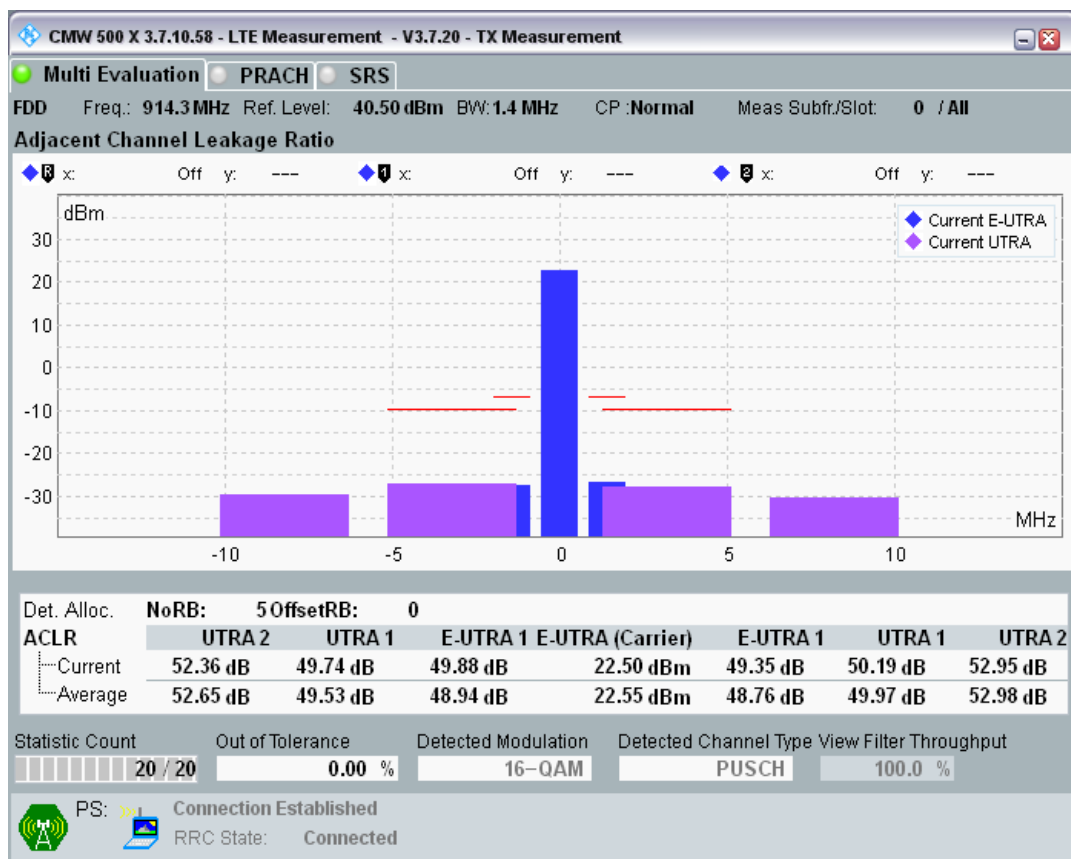 CMW 500 X 3.7.10.58 - LTE Measurement - V3.7.20 - TX Measurement
Multi Evaluation PRACH SRS
FDD Freq.: 914.3 MHz Ref. Level: 40.50 dBm BW: 1.4 MHz CP :Normal Meas Subfr./Slot: 0 / All
Adjacent Channel Leakage Ratio
R x: Off y: --- 1 x: Off y: --- 2 x: Off y: ---
dBm
Current E-UTRA
Current UTRA
30
20
10
0
-10
-20
-30
MHz
-10 -5 0 5 10
Det. Alloc. NoRB: 5 OffsetRB: 0
ACLR UTRA 2 UTRA 1 E-UTRA 1 E-UTRA (Carrier) E-UTRA 1 UTRA 1 UTRA 2
Current 52.36 dB 49.74 dB 49.88 dB 22.50 dBm 49.35 dB 50.19 dB 52.95 dB
Average 52.65 dB 49.53 dB 48.94 dB 22.55 dBm 48.76 dB 49.97 dB 52.98 dB
Statistic Count Out of Tolerance Detected Modulation Detected Channel Type View Filter Throughput
20 / 20 0.00 % 16-QAM PUSCH 100.0 %
PS: Connection Established
RRC State: Connected